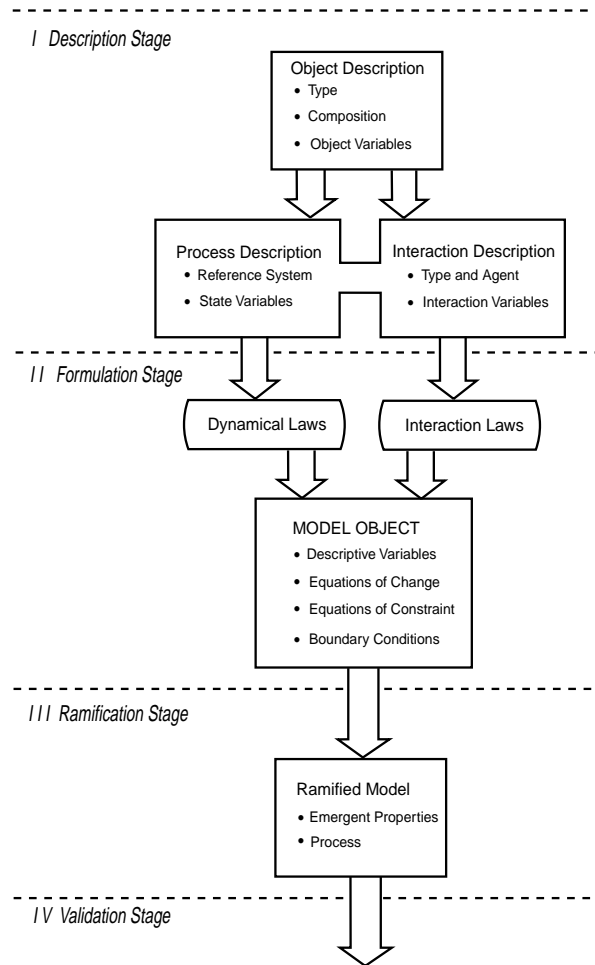 I Description Stage
Object Description
• Type
• Composition
• Object Variables
Process Description
• Reference System
• State Variables
Interaction Description
• Type and Agent
• Interaction Variables
II Formulation Stage
Dynamical Laws
Interaction Laws
MODEL OBJECT
• Descriptive Variables
• Equations of Change
• Equations of Constraint
• Boundary Conditions
III Ramification Stage
Ramified Model
• Emergent Properties
• Process
IV Validation Stage